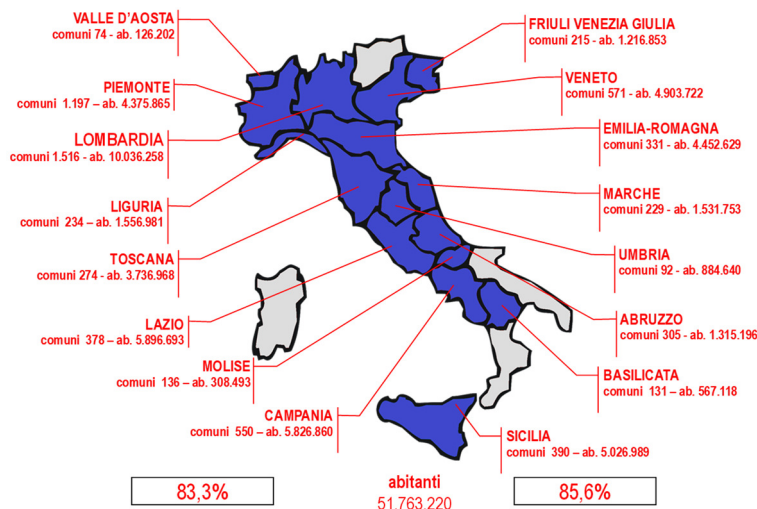 VALLE D'AOSTA
comuni 74 - ab. 126.202
FRIULI VENEZIA GIULIA
comuni 215 - ab. 1.216.853
PIEMONTE
comuni 1.197 – ab. 4.375.865
VENETO
comuni 571 - ab. 4.903.722
LOMBARDIA
comuni 1.516 - ab. 10.036.258
EMILIA-ROMAGNA
comuni 331 - ab. 4.452.629
LIGURIA
comuni 234 – ab. 1.556.981
MARCHE
comuni 229 - ab. 1.531.753
TOSCANA
comuni 274 - ab. 3.736.968
UMBRIA
comuni 92 - ab. 884.640
LAZIO
comuni 378 – ab. 5.896.693
ABRUZZO
comuni 305 - ab. 1.315.196
MOLISE
comuni 136 – ab. 308.493
BASILICATA
comuni 131 – ab. 567.118
CAMPANIA
comuni 550 – ab. 5.826.860
SICILIA
comuni 390 – ab. 5.026.989
83,3%
abitanti
51.763.220
85,6%